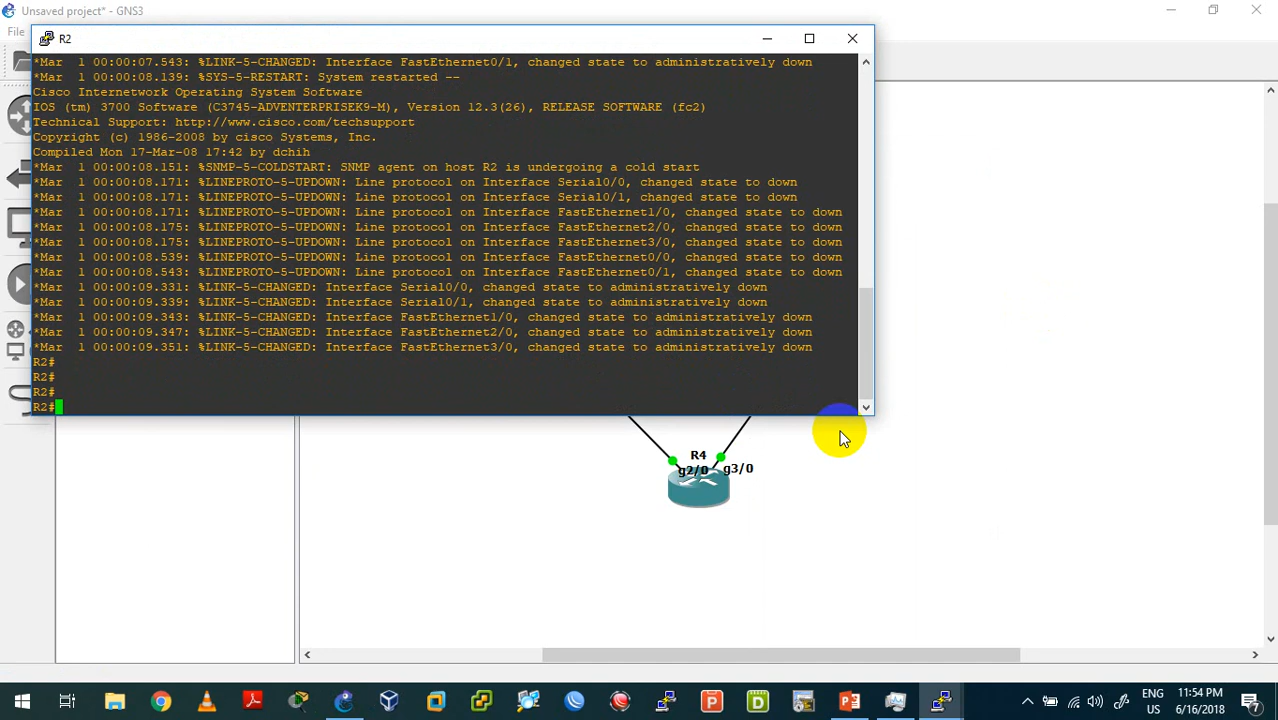 Unsaved project* - GNS3
File
R2
*Mar  1 00:00:07.543: %LINK-5-CHANGED: Interface FastEthernet0/1, changed state to administratively down
*Mar  1 00:00:08.139: %SYS-5-RESTART: System restarted --
Cisco Internetwork Operating System Software
IOS (tm) 3700 Software (C3745-ADVENTERPRISEK9-M), Version 12.3(26), RELEASE SOFTWARE (fc2)
Technical Support: http://www.cisco.com/techsupport
Copyright (c) 1986-2008 by cisco Systems, Inc.
Compiled Mon 17-Mar-08 17:42 by dchih
*Mar  1 00:00:08.151: %SNMP-5-COLDSTART: SNMP agent on host R2 is undergoing a cold start
*Mar  1 00:00:08.171: %LINEPROTO-5-UPDOWN: Line protocol on Interface Serial0/0, changed state to down
*Mar  1 00:00:08.171: %LINEPROTO-5-UPDOWN: Line protocol on Interface Serial0/1, changed state to down
*Mar  1 00:00:08.171: %LINEPROTO-5-UPDOWN: Line protocol on Interface FastEthernet1/0, changed state to down
*Mar  1 00:00:08.175: %LINEPROTO-5-UPDOWN: Line protocol on Interface FastEthernet2/0, changed state to down
*Mar  1 00:00:08.175: %LINEPROTO-5-UPDOWN: Line protocol on Interface FastEthernet3/0, changed state to down
*Mar  1 00:00:08.539: %LINEPROTO-5-UPDOWN: Line protocol on Interface FastEthernet0/0, changed state to down
*Mar  1 00:00:08.543: %LINEPROTO-5-UPDOWN: Line protocol on Interface FastEthernet0/1, changed state to down
*Mar  1 00:00:09.331: %LINK-5-CHANGED: Interface Serial0/0, changed state to administratively down
*Mar  1 00:00:09.339: %LINK-5-CHANGED: Interface Serial0/1, changed state to administratively down
*Mar  1 00:00:09.343: %LINK-5-CHANGED: Interface FastEthernet1/0, changed state to administratively down
*Mar  1 00:00:09.347: %LINK-5-CHANGED: Interface FastEthernet2/0, changed state to administratively down
*Mar  1 00:00:09.351: %LINK-5-CHANGED: Interface FastEthernet3/0, changed state to administratively down
R2#
R2#
R2#
R2#
R4
g2/0 g3/0
ENG 11:54 PM
US 6/16/2018
7